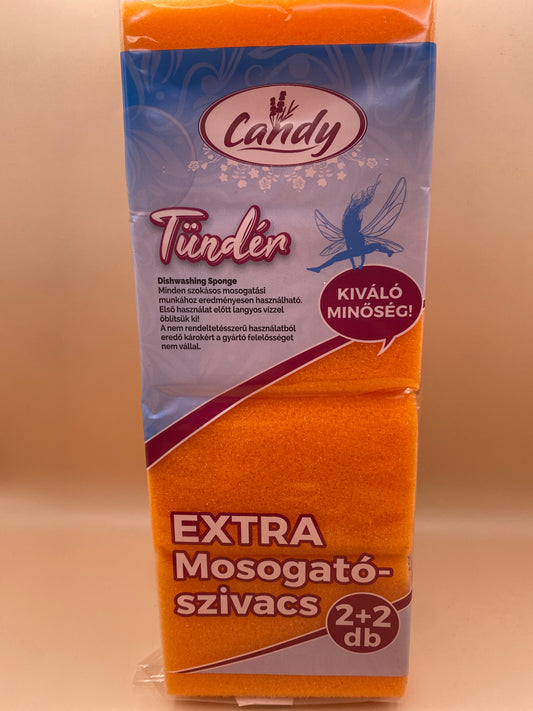 Candy
Tündér
Dishwashing Sponge
Minden szokásos mosogatási
munkához eredményesen használható.
Első használat előtt langyos vízzel
öblítsük ki!
A nem rendeltetésszerű használatból
eredő károkért a gyártó felelősséget
nem vállal.
KIVÁLÓ
MINŐSÉG!
EXTRA
Mosogató-
szivacs
2+2
db